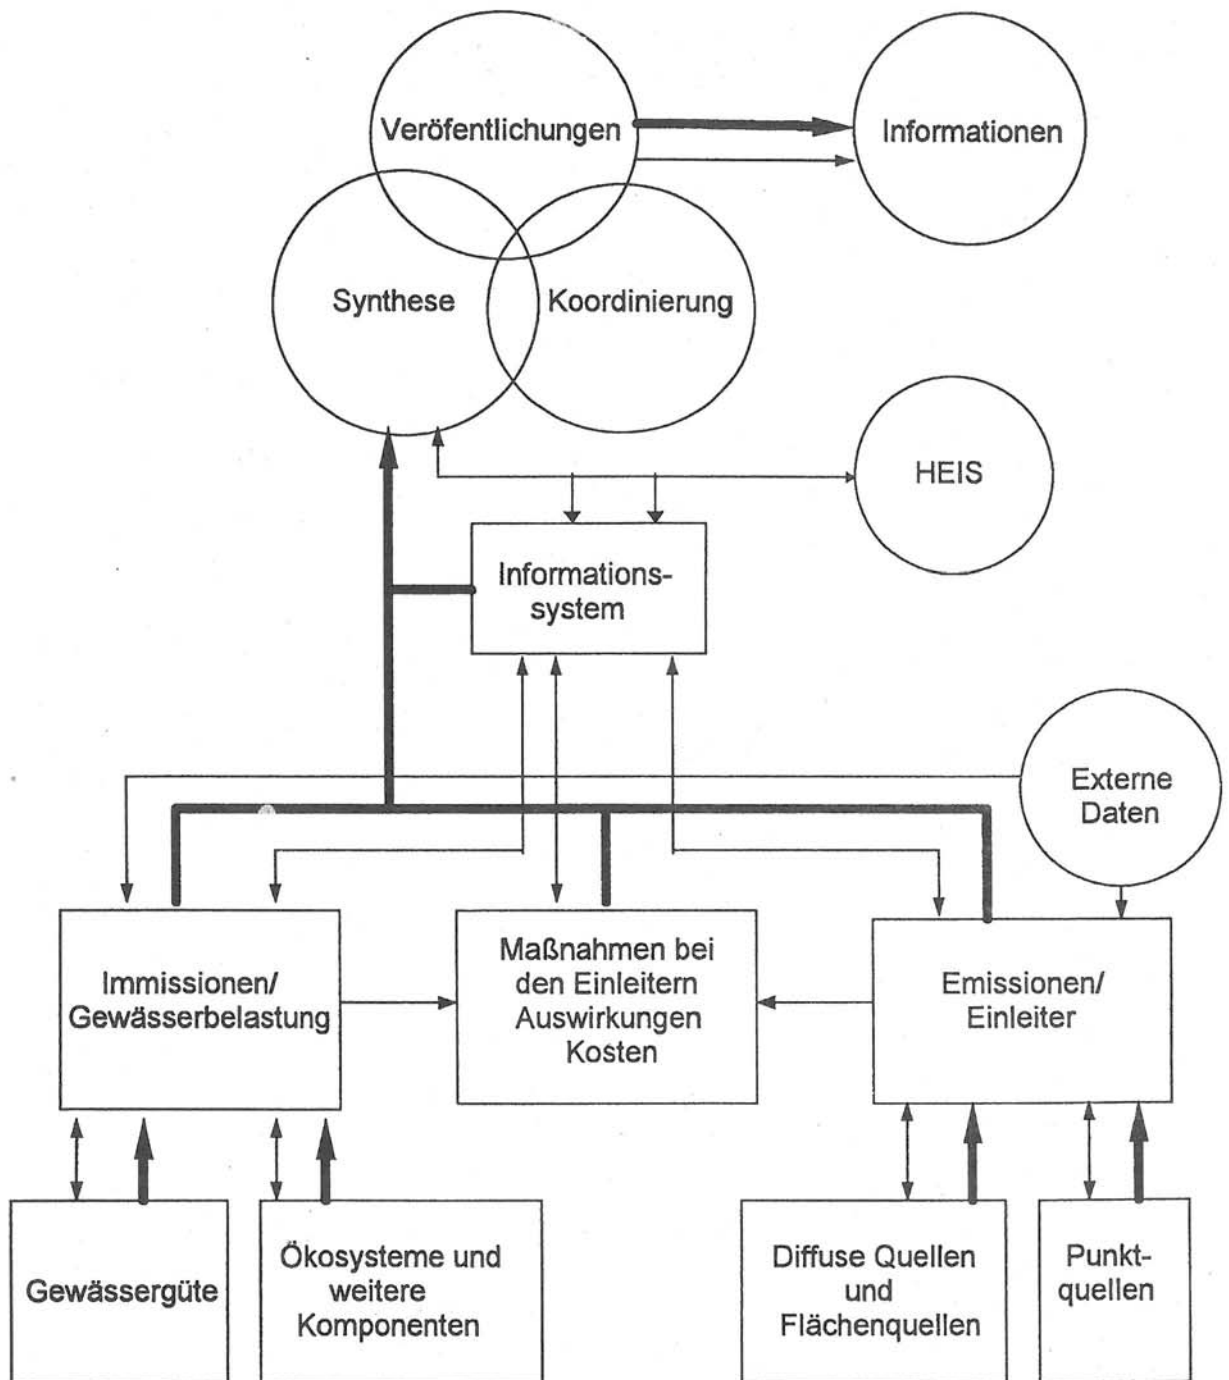 Veröfentlichungen
Informationen
Synthese
Koordinierung
HEIS
Informations-
system
Externe
Daten
Immissionen/
Gewässerbelastung
Maßnahmen bei
den Einleitern
Auswirkungen
Kosten
Emissionen/
Einleiter
Gewässergüte
Ökosysteme und
weitere
Komponenten
Diffuse Quellen
und
Flächenquellen
Punkt-
quellen